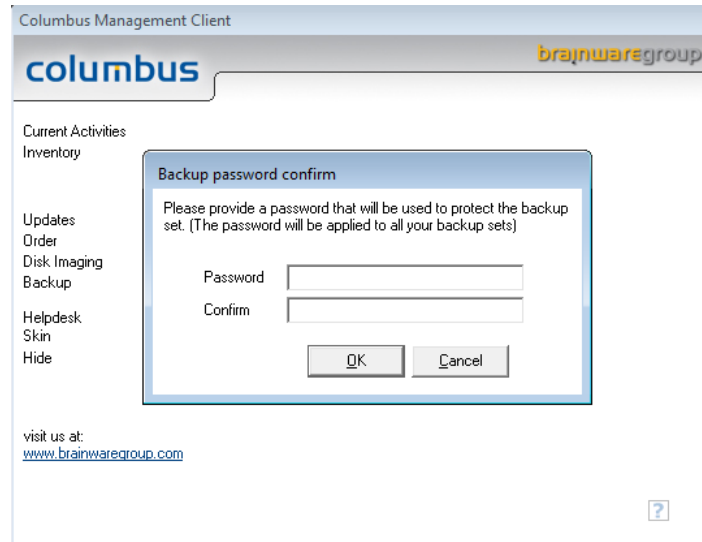 Columbus Management Client
brainwaregroup
columbus
Current Activities
Inventory
Backup password confirm
Please provide a password that will be used to protect the backup
set. (The password will be applied to all your backup sets)
Updates
Order
Disk Imaging
Backup
Password
Confirm
Helpdesk
Skin
Hide
OK
Cancel
visit us at:
www.brainwaregroup.com
?